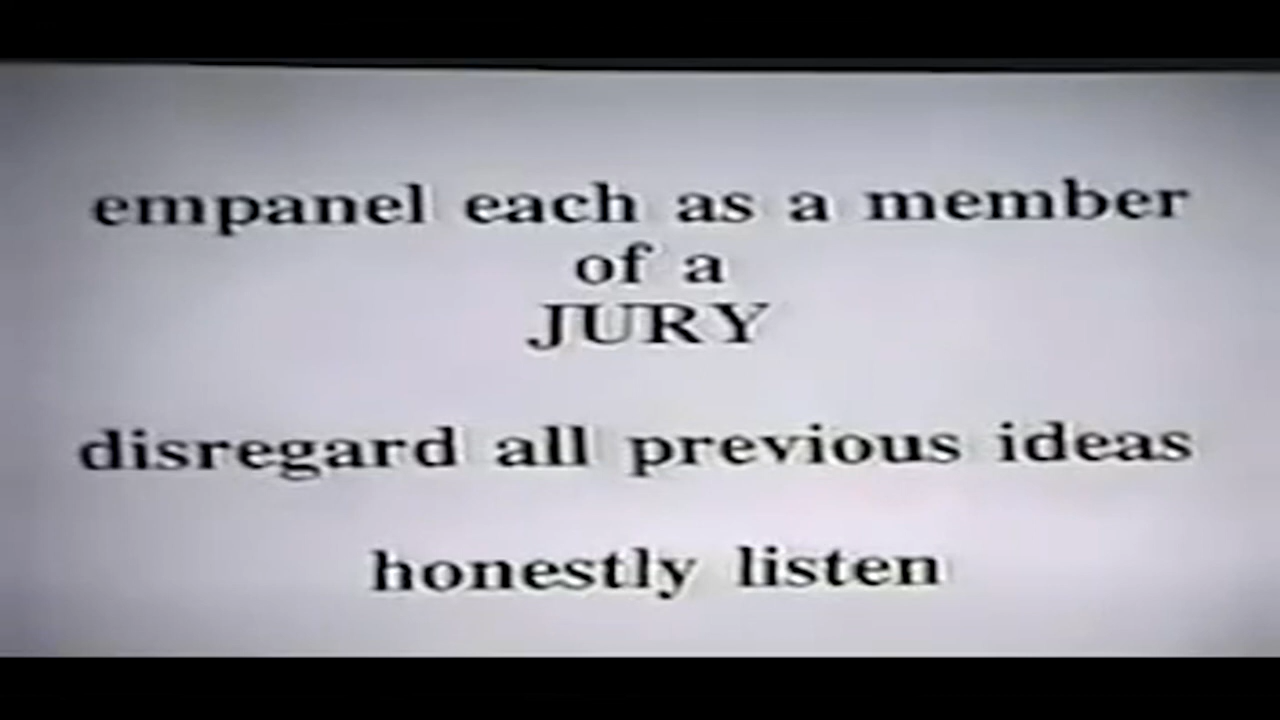 empanel each as a member
of a
JURY
disregard all previous ideas
honestly listen